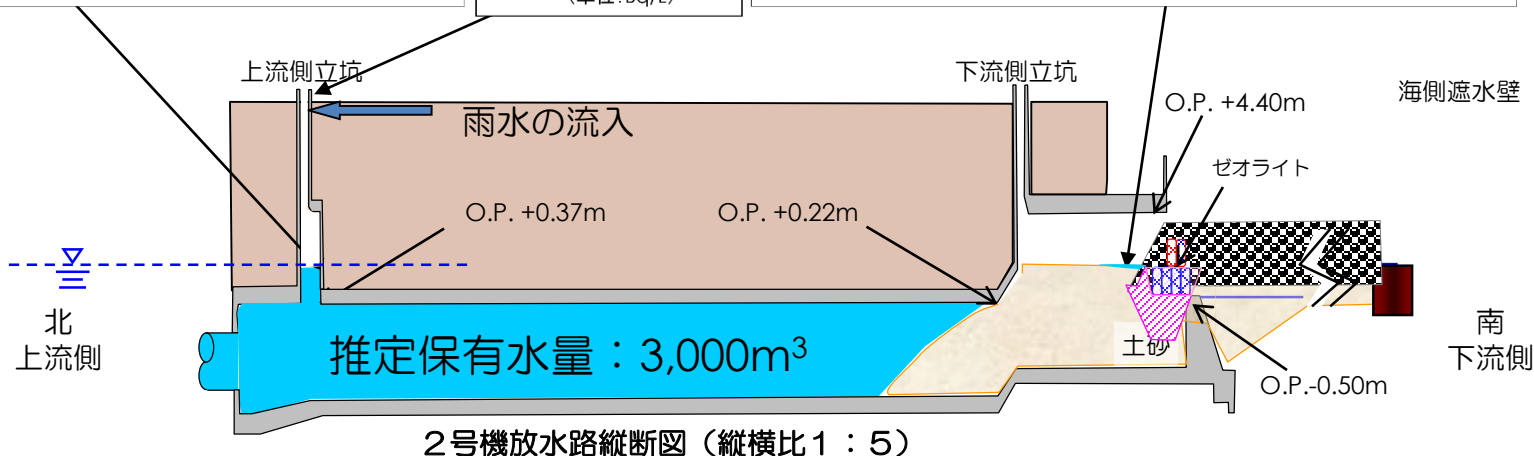 (単位:Bq/L)
上流側立坑
下流側立坑
海側遮水壁
O.P. +4.40m
雨水の流入
ゼオライト
O.P. +0.37m
O.P. +0.22m
北
上流側
推定保有水量：3,000m³
土砂
南
下流側
O.P.-0.50m
２号機放水路縦断図（縦横比１：５）